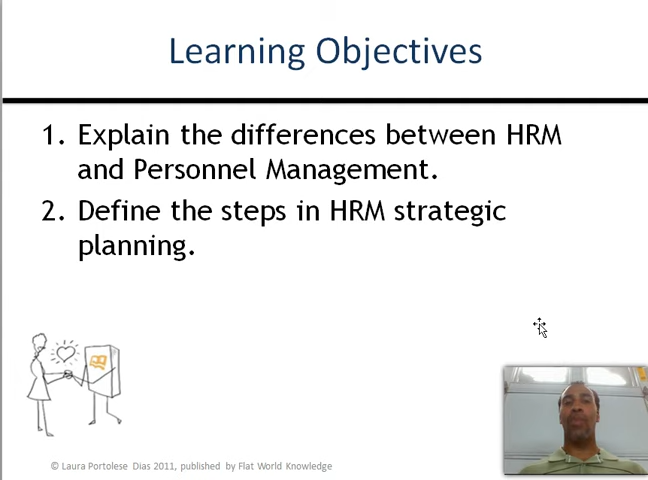 Learning Objectives
1. Explain the differences between HRM
and Personnel Management.
2. Define the steps in HRM strategic
planning.
© Laura Portolese Dias 2011, published by Flat World Knowledge